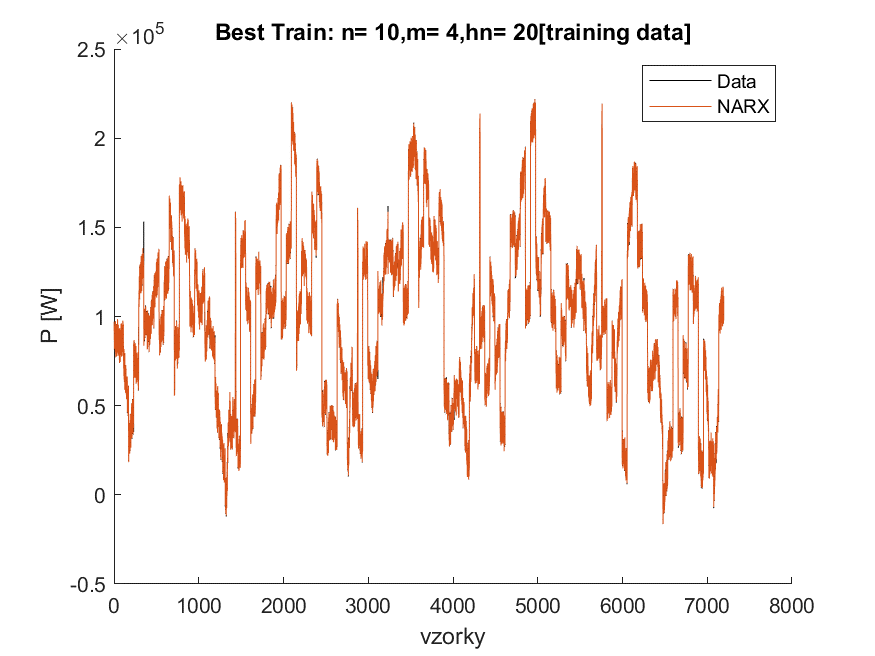 ×10^5
Best Train: n= 10,m= 4,hn= 20[training data]
2.5
2
1.5
1
0.5
0
-0.5
P [W]
Data
NARX
0 1000 2000 3000 4000 5000 6000 7000 8000
vzorky